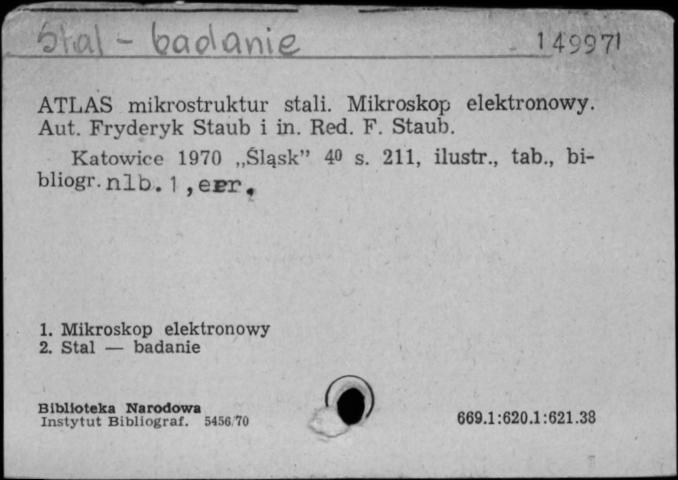 Stal - badanie 149971
ATLAS mikrostruktur stali. Mikroskop elektronowy.
Aut. Fryderyk Staub i in. Red. F. Staub.
Katowice 1970 „Śląsk” 4⁰ s. 211, ilustr., tab., bi-
bliogr. nlb. 1, err.
1. Mikroskop elektronowy
2. Stal — badanie
Biblioteka Narodowa
Instytut Bibliograf. 5456/70
669.1:620.1:621.38